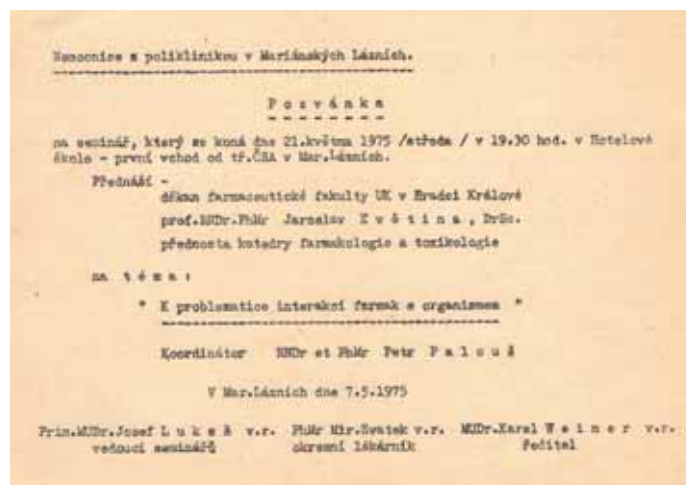 Nemocnice s poliklinikou v Mariánských Lázních.
P o z v á n k a
na seminář, který se koná dne 21.května 1975 /středa / v 19.30 hod. v Hotelové
škole - první vchod od tř.ČSA v Mar.Lázních.
Přednáší -
děkan farmaceutické fakulty UK v Hradci Králové
prof.RNDr.PhMr Jaroslav K v ě t i n a , DrSc.
přednosta katedry farmakologie a toxikologie
na t é m a :
" K problematice interakcí farmak s organismem "
Koordinátor RNDr et PhMr Petr P a l o u š
V Mar.Lázních dne 7.5.1975
Prim.MUDr.Josef L u k e š v.r. PhMr Mir.Svatek v.r. MUDr.Karel W e i n e r v.r.
vedoucí seminářů okresní lékárník ředitel